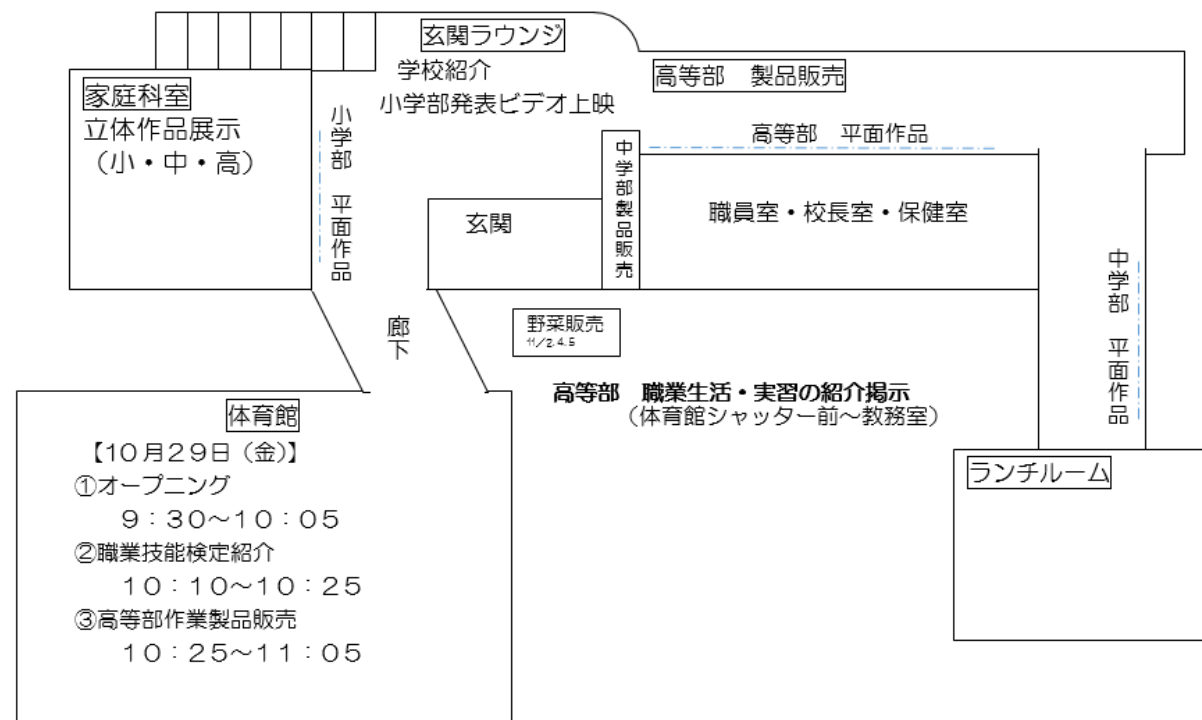 玄関ラウンジ
学校紹介
小学部発表ビデオ上映
高等部　製品販売
家庭科室
立体作品展示
（小・中・高）
小学部　平面作品
高等部　平面作品
中学部製品販売
玄関
職員室・校長室・保健室
中学部　平面作品
廊下
野菜販売
11/2.4.5
高等部　職業生活・実習の紹介掲示
（体育館シャッター前～教務室）
体育館
【１０月２９日（金）】
①オープニング
９：３０～１０：０５
②職業技能検定紹介
１０：１０～１０：２５
③高等部作業製品販売
１０：２５～１１：０５
ランチルーム